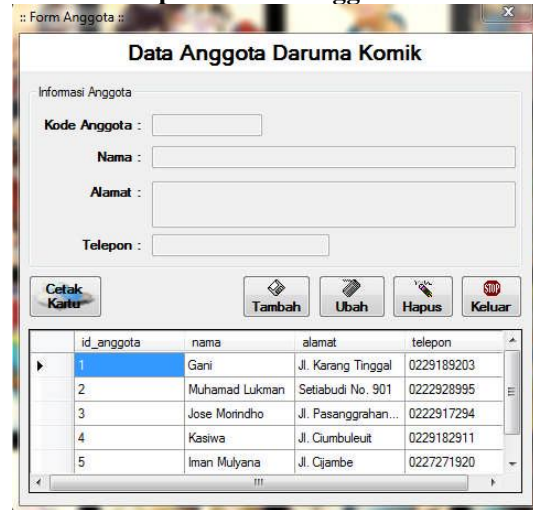 :: Form Anggota ::
x
Data Anggota Daruma Komik
Informasi Anggota
Kode Anggota :
Nama :
Alamat :
Telepon :
Cetak
Kartu
Tambah
Ubah
Hapus
STOP
Keluar
id_anggota nama alamat telepon
1 Gani Jl. Karang Tinggal 0229189203
2 Muhamad Lukman Setiabudi No. 901 0222928995
3 Jose Morindho Jl. Pasanggrahan... 0222917294
4 Kasiwa Jl. Ciumbuleuit 0229182911
5 Iman Mulyana Jl. Cijambe 0227271920